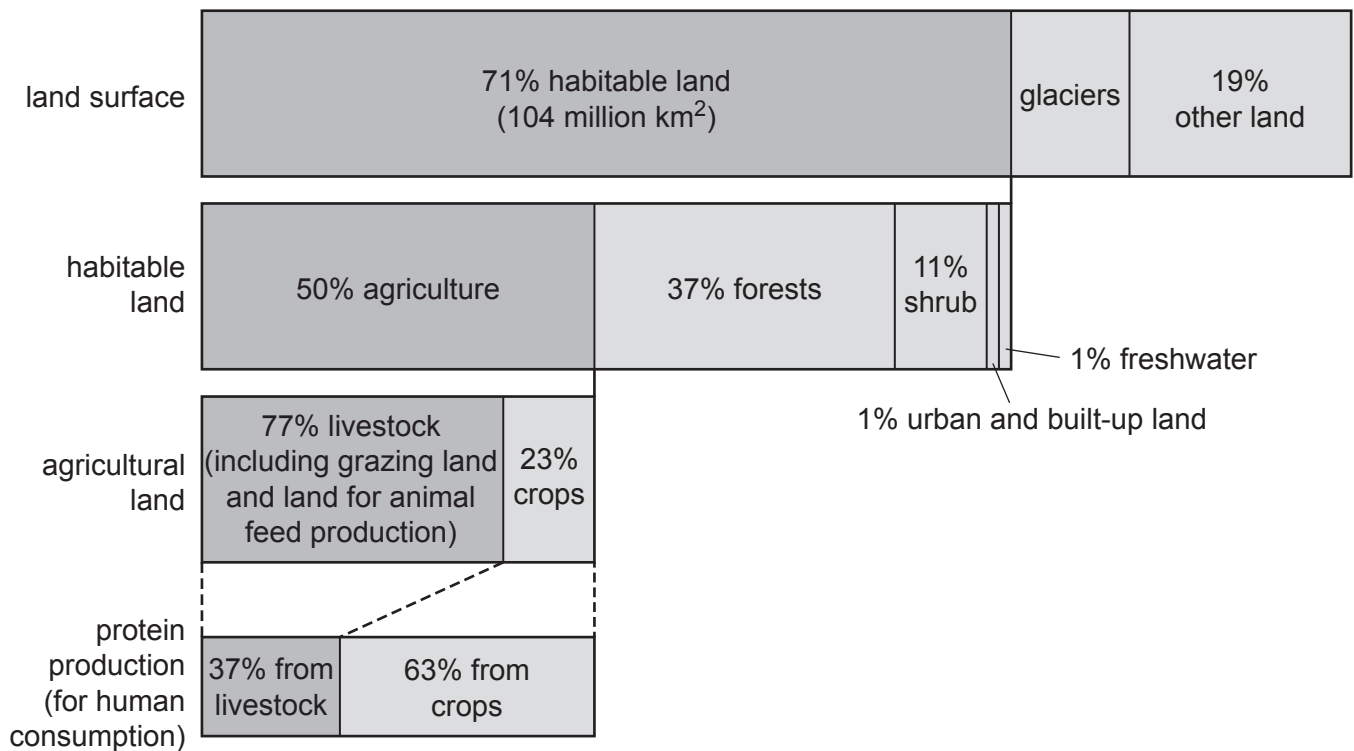 land surface
71% habitable land
(104 million km²)
glaciers
19%
other land
habitable
land
50% agriculture
37% forests
11%
shrub
1% freshwater
1% urban and built-up land
agricultural
land
77% livestock
(including grazing land
and land for animal
feed production)
23%
crops
protein
production
(for human
consumption)
37% from
livestock
63% from
crops